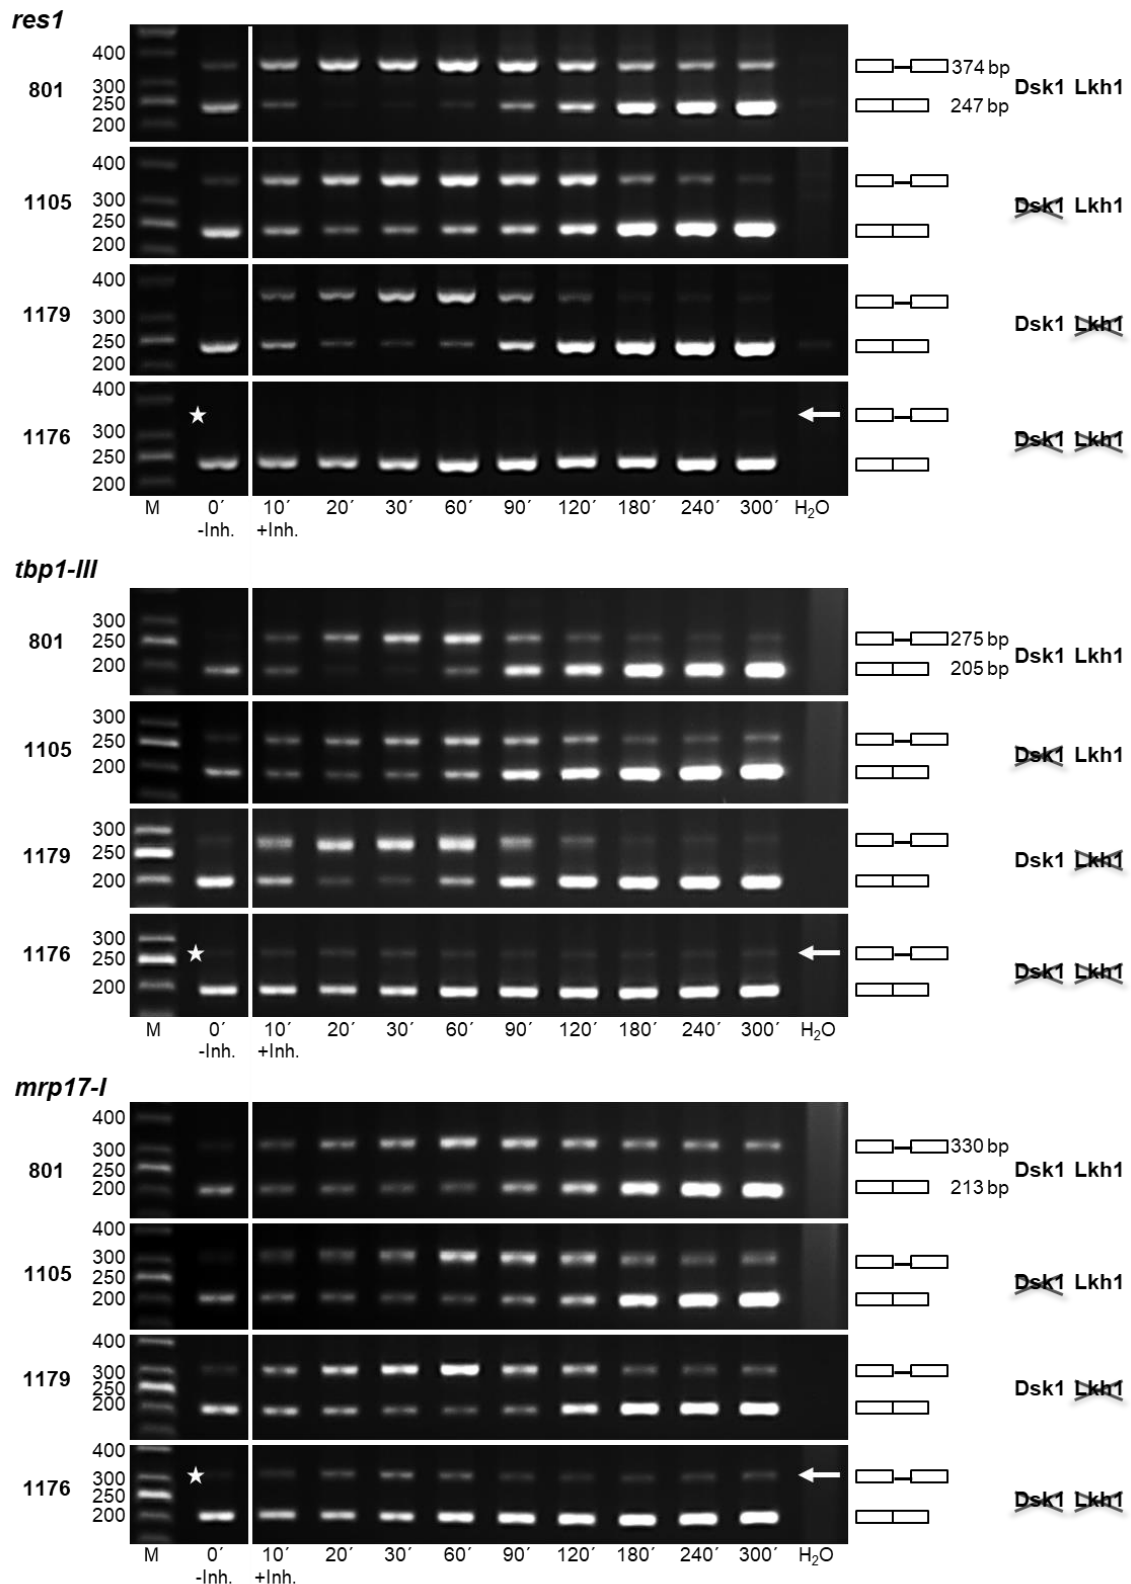 res1
801
400
300
250
200
374 bp
247 bp
Dsk1 Lkh1
1105
400
300
250
200
Dsk1 Lkh1
1179
400
300
250
200
Dsk1 Lkh1
1176
400
300
250
200
Dsk1 Lkh1
M 0´ 10´ 20´ 30´ 60´ 90´ 120´ 180´ 240´ 300´ H₂O
-Inh. +Inh.
tbp1-III
801
300
250
200
275 bp
205 bp
Dsk1 Lkh1
1105
300
250
200
Dsk1 Lkh1
1179
300
250
200
Dsk1 Lkh1
1176
300
250
200
Dsk1 Lkh1
M 0´ 10´ 20´ 30´ 60´ 90´ 120´ 180´ 240´ 300´ H₂O
-Inh. +Inh.
mrp17-I
801
400
300
250
200
330 bp
213 bp
Dsk1 Lkh1
1105
400
300
250
200
Dsk1 Lkh1
1179
400
300
250
200
Dsk1 Lkh1
1176
400
300
250
200
Dsk1 Lkh1
M 0´ 10´ 20´ 30´ 60´ 90´ 120´ 180´ 240´ 300´ H₂O
-Inh. +Inh.